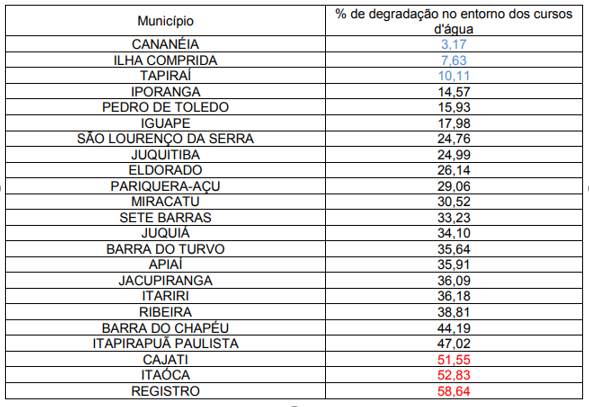 Município % de degradação no entorno dos cursos
d'água
CANANÉIA 3,17
ILHA COMPRIDA 7,63
TAPIRAÍ 10,11
IPORANGA 14,57
PEDRO DE TOLEDO 15,93
IGUAPE 17,98
SÃO LOURENÇO DA SERRA 24,76
JUQUITIBA 24,99
ELDORADO 26,14
PARIQUERA-AÇU 29,06
MIRACATU 30,52
SETE BARRAS 33,23
JUQUIÁ 34,10
BARRA DO TURVO 35,64
APIAÍ 35,91
JACUPIRANGA 36,09
ITARIRI 36,18
RIBEIRA 38,81
BARRA DO CHAPÉU 44,19
ITAPIRAPUÃ PAULISTA 47,02
CAJATI 51,55
ITAÓCA 52,83
REGISTRO 58,64